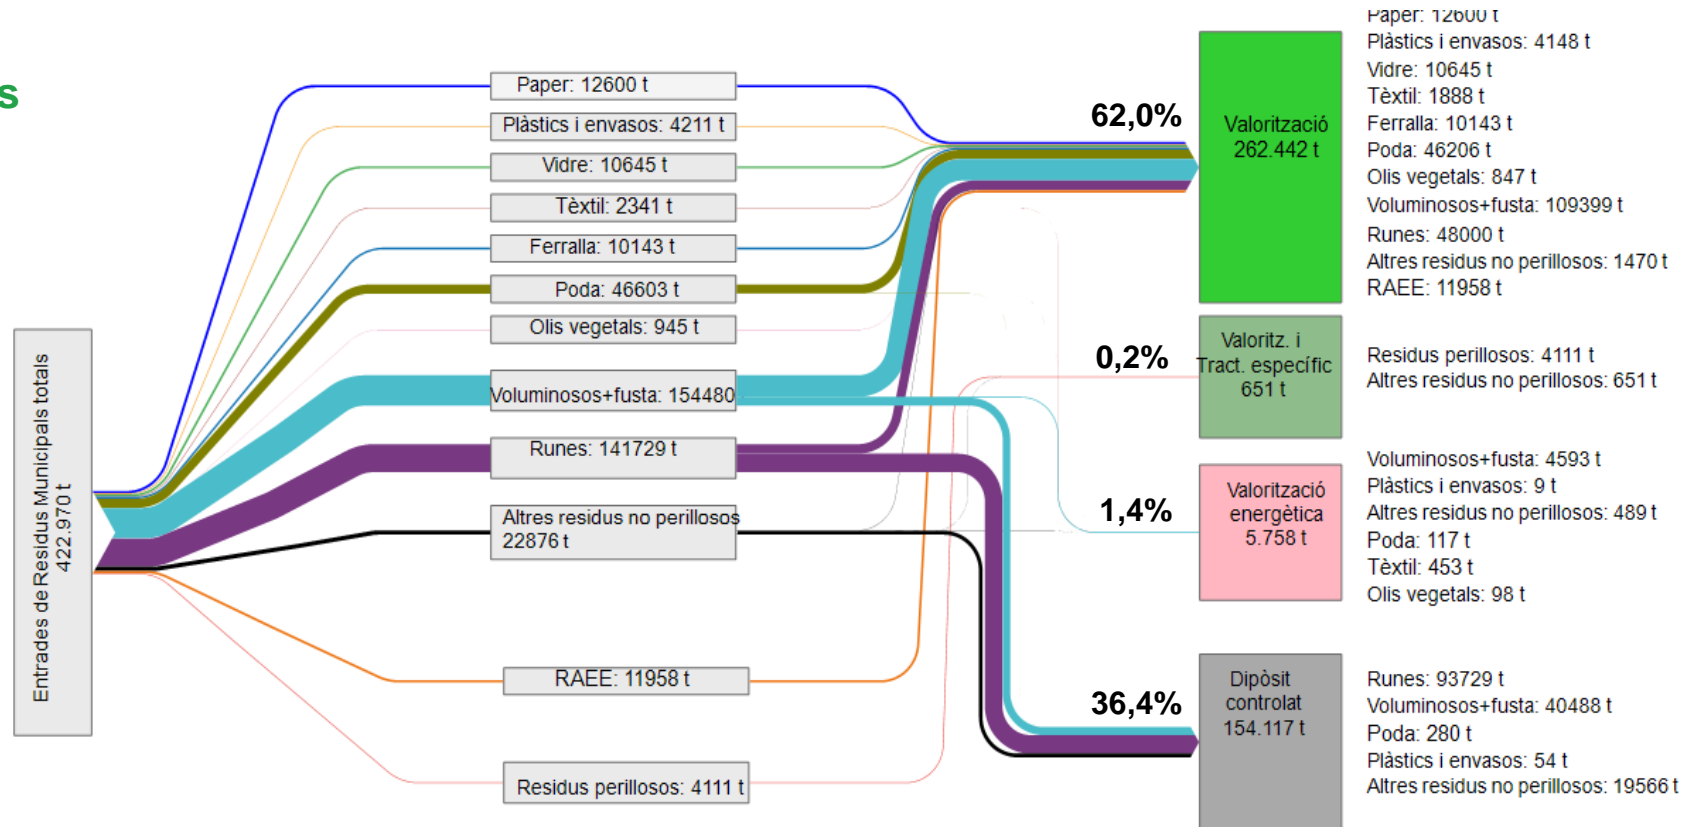 s
Entrades de Residus Municipals totals
422.970 t
Paper: 12600 t
Plàstics i envasos: 4211 t
Vidre: 10645 t
Tèxtil: 2341 t
Ferralla: 10143 t
Poda: 46603 t
Olis vegetals: 945 t
Voluminosos+fusta: 154480
Runes: 141729 t
Altres residus no perillosos
22876 t
RAEE: 11958 t
Residus perillosos: 4111 t
62,0%
Valorització
262.442 t
Paper: 12600 t
Plàstics i envasos: 4148 t
Vidre: 10645 t
Tèxtil: 1888 t
Ferralla: 10143 t
Poda: 46206 t
Olis vegetals: 847 t
Voluminosos+fusta: 109399 t
Runes: 48000 t
Altres residus no perillosos: 1470 t
RAEE: 11958 t
0,2%
Valoritz. i
Tract. específic
651 t
Residus perillosos: 4111 t
Altres residus no perillosos: 651 t
1,4%
Valorització
energètica
5.758 t
Voluminosos+fusta: 4593 t
Plàstics i envasos: 9 t
Altres residus no perillosos: 489 t
Poda: 117 t
Tèxtil: 453 t
Olis vegetals: 98 t
36,4%
Dipòsit
controlat
154.117 t
Runes: 93729 t
Voluminosos+fusta: 40488 t
Poda: 280 t
Plàstics i envasos: 54 t
Altres residus no perillosos: 19566 t